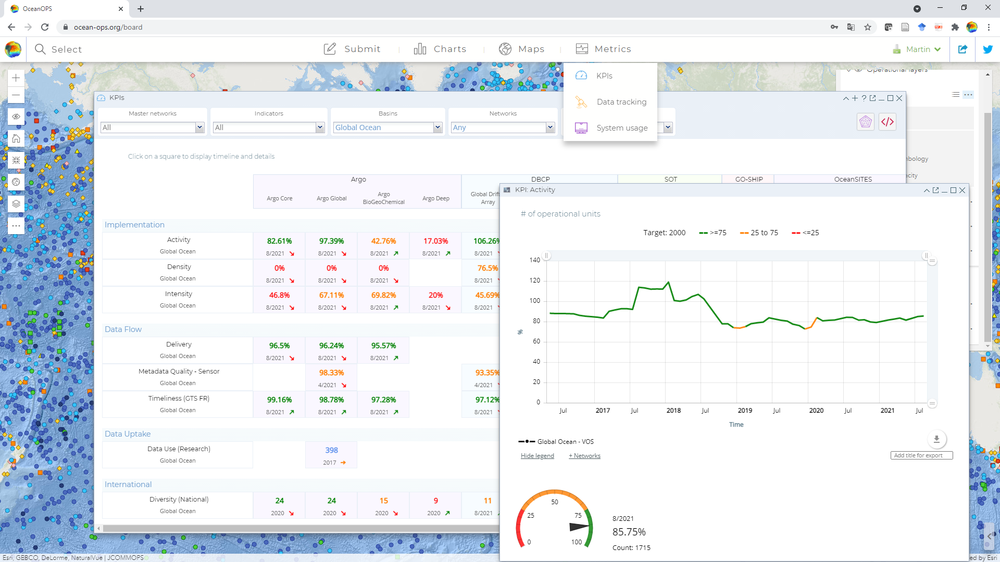 OceanOPS
ocean-ops.org/board
Select
Submit
Charts
Maps
Metrics
Martin
KPIs
Data tracking
System usage
Operational layers
KPIs
Master networks
Indicators
Basins
Networks
All
All
Global Ocean
Any
Click on a square to display timeline and details
Argo
DBCP
SOT
GO-SHIP
OceanSITES
Argo Core
Argo Global
Argo BioGeoChemical
Argo Deep
Global Drift
Array
Implementation
Activity
Global Ocean
82.61% 97.39% 42.76% 17.03% 106.26%
8/2021 8/2021 8/2021 8/2021 8/2021
Density
Global Ocean
0% 0% 0% 76.5%
8/2021 8/2021 8/2021 8/2021
Intensity
Global Ocean
46.8% 67.11% 69.82% 20% 45.69%
8/2021 8/2021 8/2021 8/2021 8/2021
Data Flow
Delivery
Global Ocean
96.5% 96.24% 95.57%
8/2021 8/2021 8/2021
Metadata Quality - Sensor
Global Ocean
98.33% 93.35%
4/2021 4/2021
Timeliness (GTS FR)
Global Ocean
99.16% 98.78% 97.28% 97.12%
8/2021 8/2021 8/2021 8/2021
Data Uptake
Data Use (Research)
Global Ocean
398
2017
International
Diversity (National)
Global Ocean
24 24 15 9 11
2020 2020 2020 2020 8/2021
mbology
acity
KPI: Activity
# of operational units
Target: 2000 >=75 25 to 75 <=25
140
120
100
80
60
40
20
0
%
Jul 2017 Jul 2018 Jul 2019 Jul 2020 Jul 2021 Jul
Time
Global Ocean - VOS
Hide legend + Networks
Add title for export
0 25 50 75 100
8/2021
85.75%
Count: 1715
Esri, GEBCO, DeLorme, NaturalVue | JCOMMOPS
ed by Esri